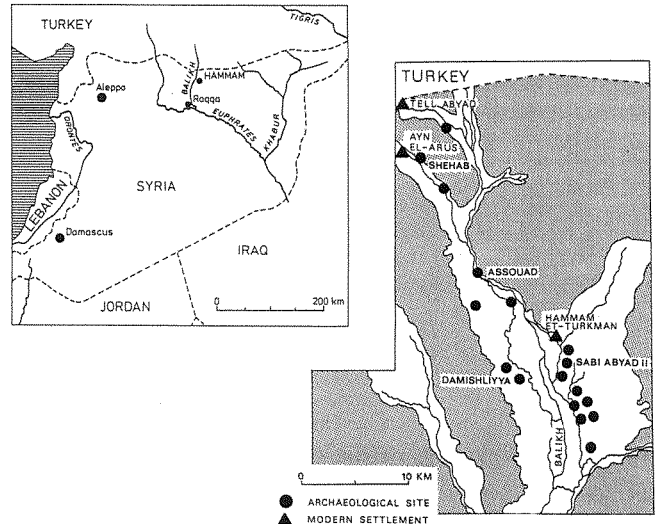 TURKEY
TIGRIS
BALIKH
HAMMAM
Aleppo
Raqqa
EUPHRATES
KHABUR
ORONTES
SYRIA
LEBANON
Damascus
IRAQ
JORDAN
0 200 km
TURKEY
TELL ABYAD
AYN
EL-ARUS
SHEHAB
ASSOUAD
HAMMAM
ET-TURKMAN
SABI ABYAD II
DAMISHLIYYA
BALIKH
0 10 KM
ARCHAEOLOGICAL SITE
MODERN SETTLEMENT